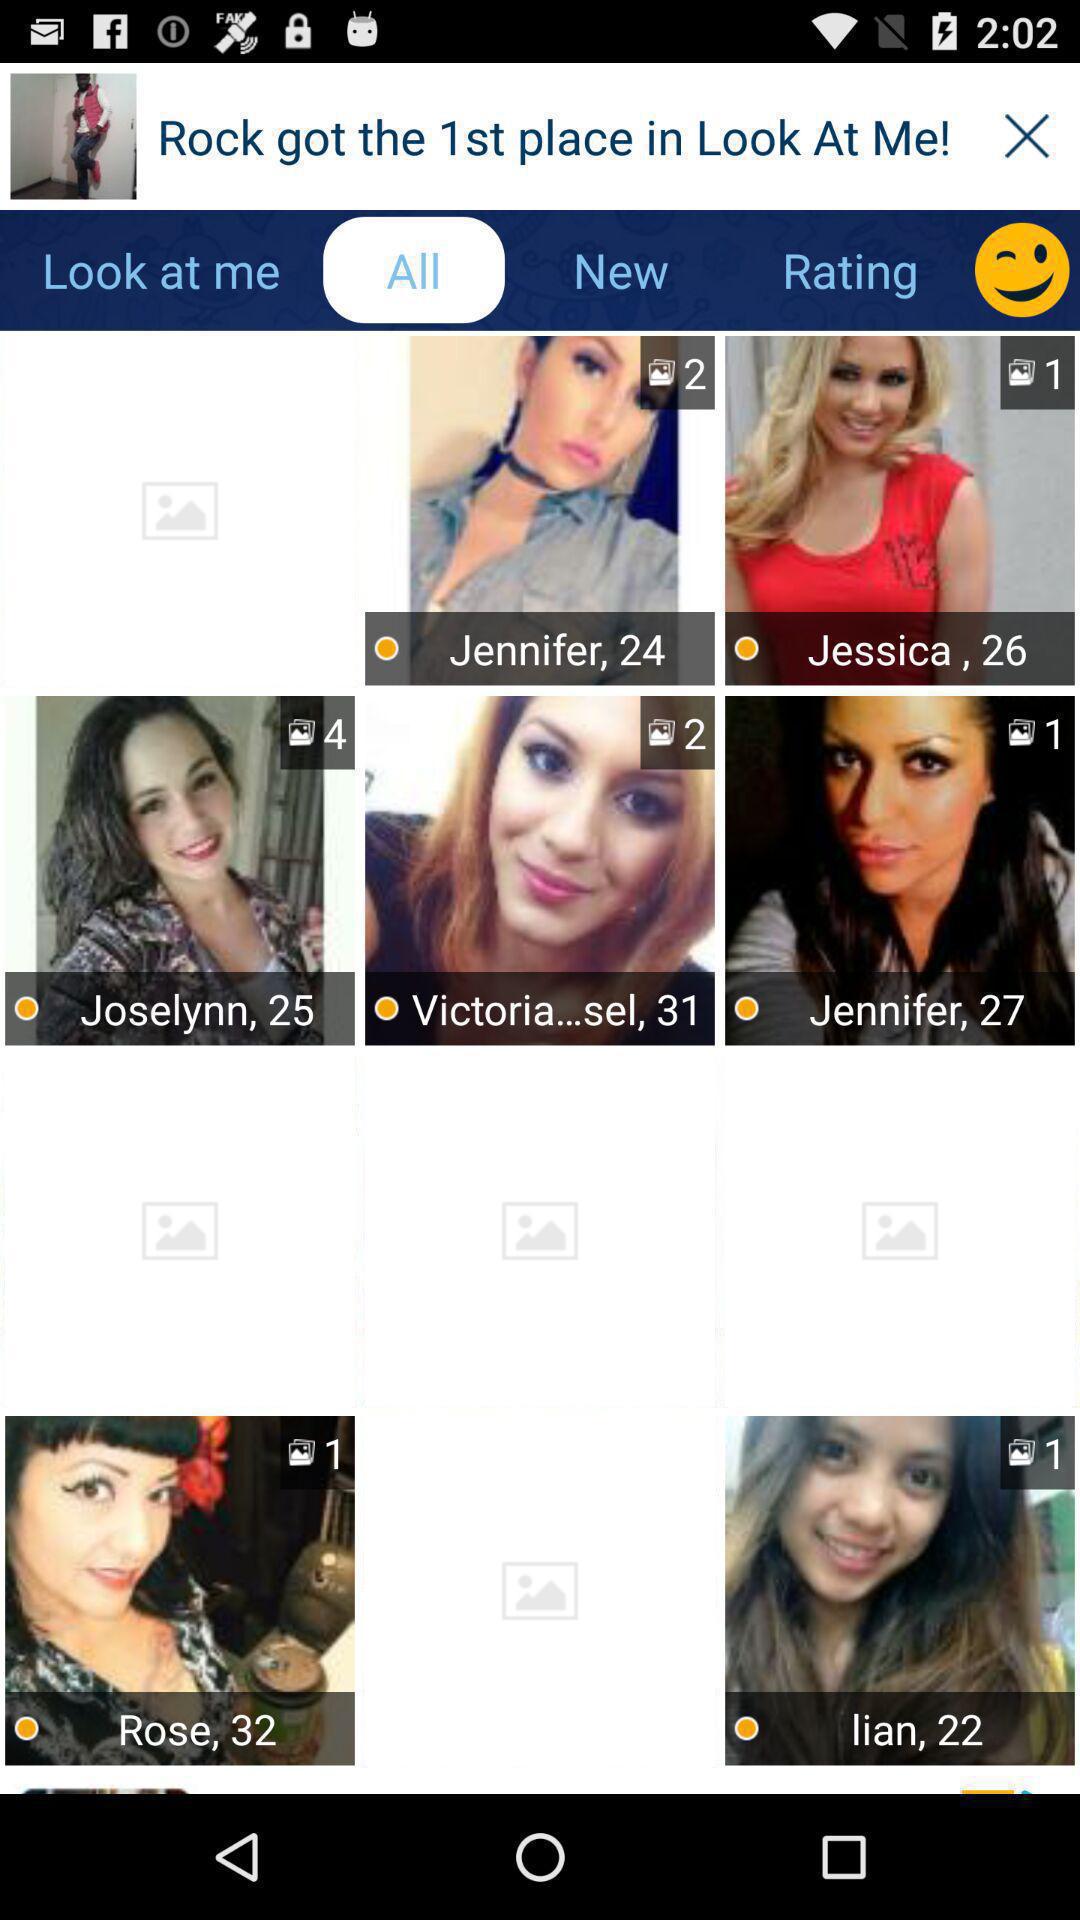 FAKE 2:02
Rock got the 1st place in Look At Me!
Look at me All New Rating
2 1
Jennifer, 24 Jessica , 26
4 2 1
Joselynn, 25 Victoria...sel, 31 Jennifer, 27
1 1
Rose, 32 lian, 22